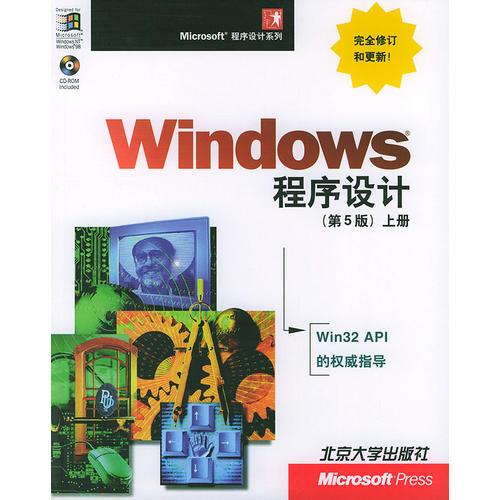 Designed for
Microsoft®
Windows NT®
Windows®98
CD-ROM
Included
Microsoft® 程序设计系列
完全修订
和更新!
Windows®
程序设计
(第5版) 上册
Win32 API
的权威指导
北京大学出版社
Microsoft Press